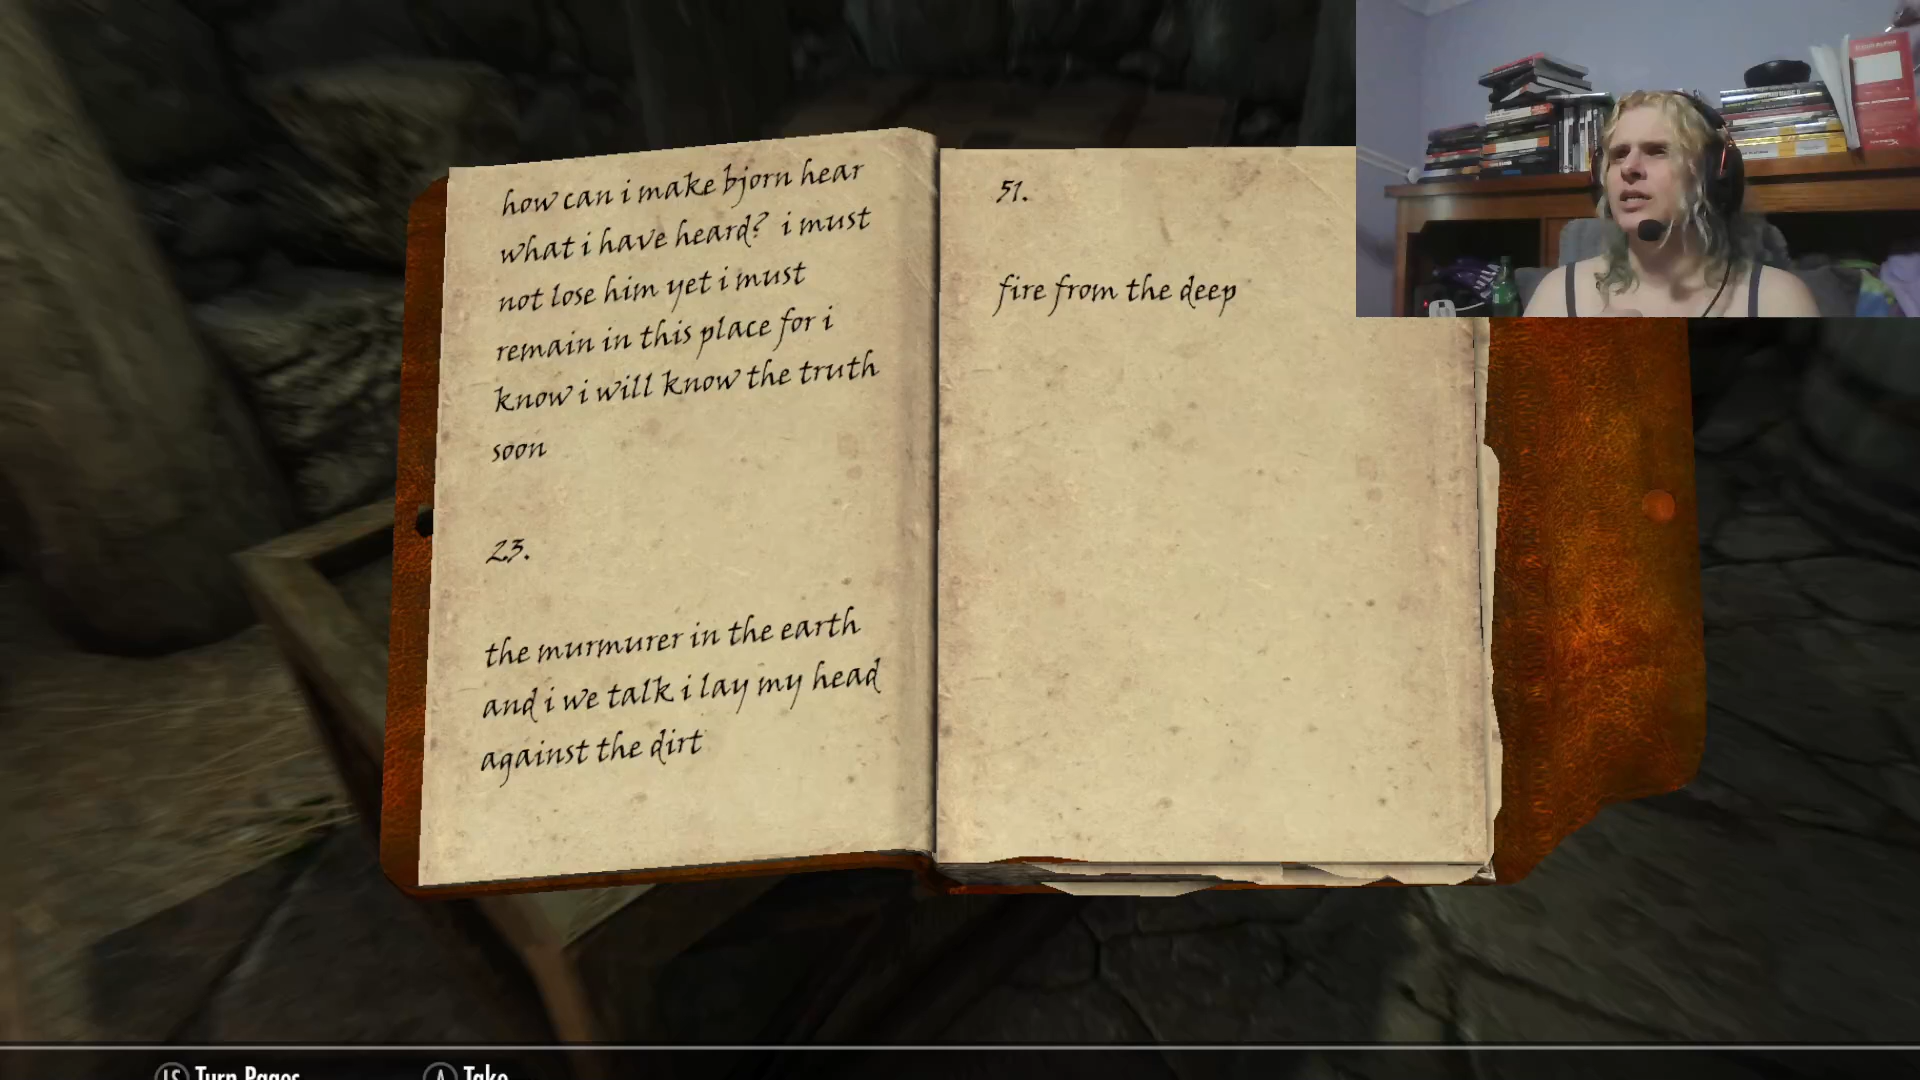 how can i make bjorn hear
what i have heard? i must
not lose him yet i must
remain in this place for i
know i will know the truth
soon
23.
the murmurer in the earth
and i we talk i lay my head
against the dirt
51.
fire from the deep
LS Turn Pages
A Take